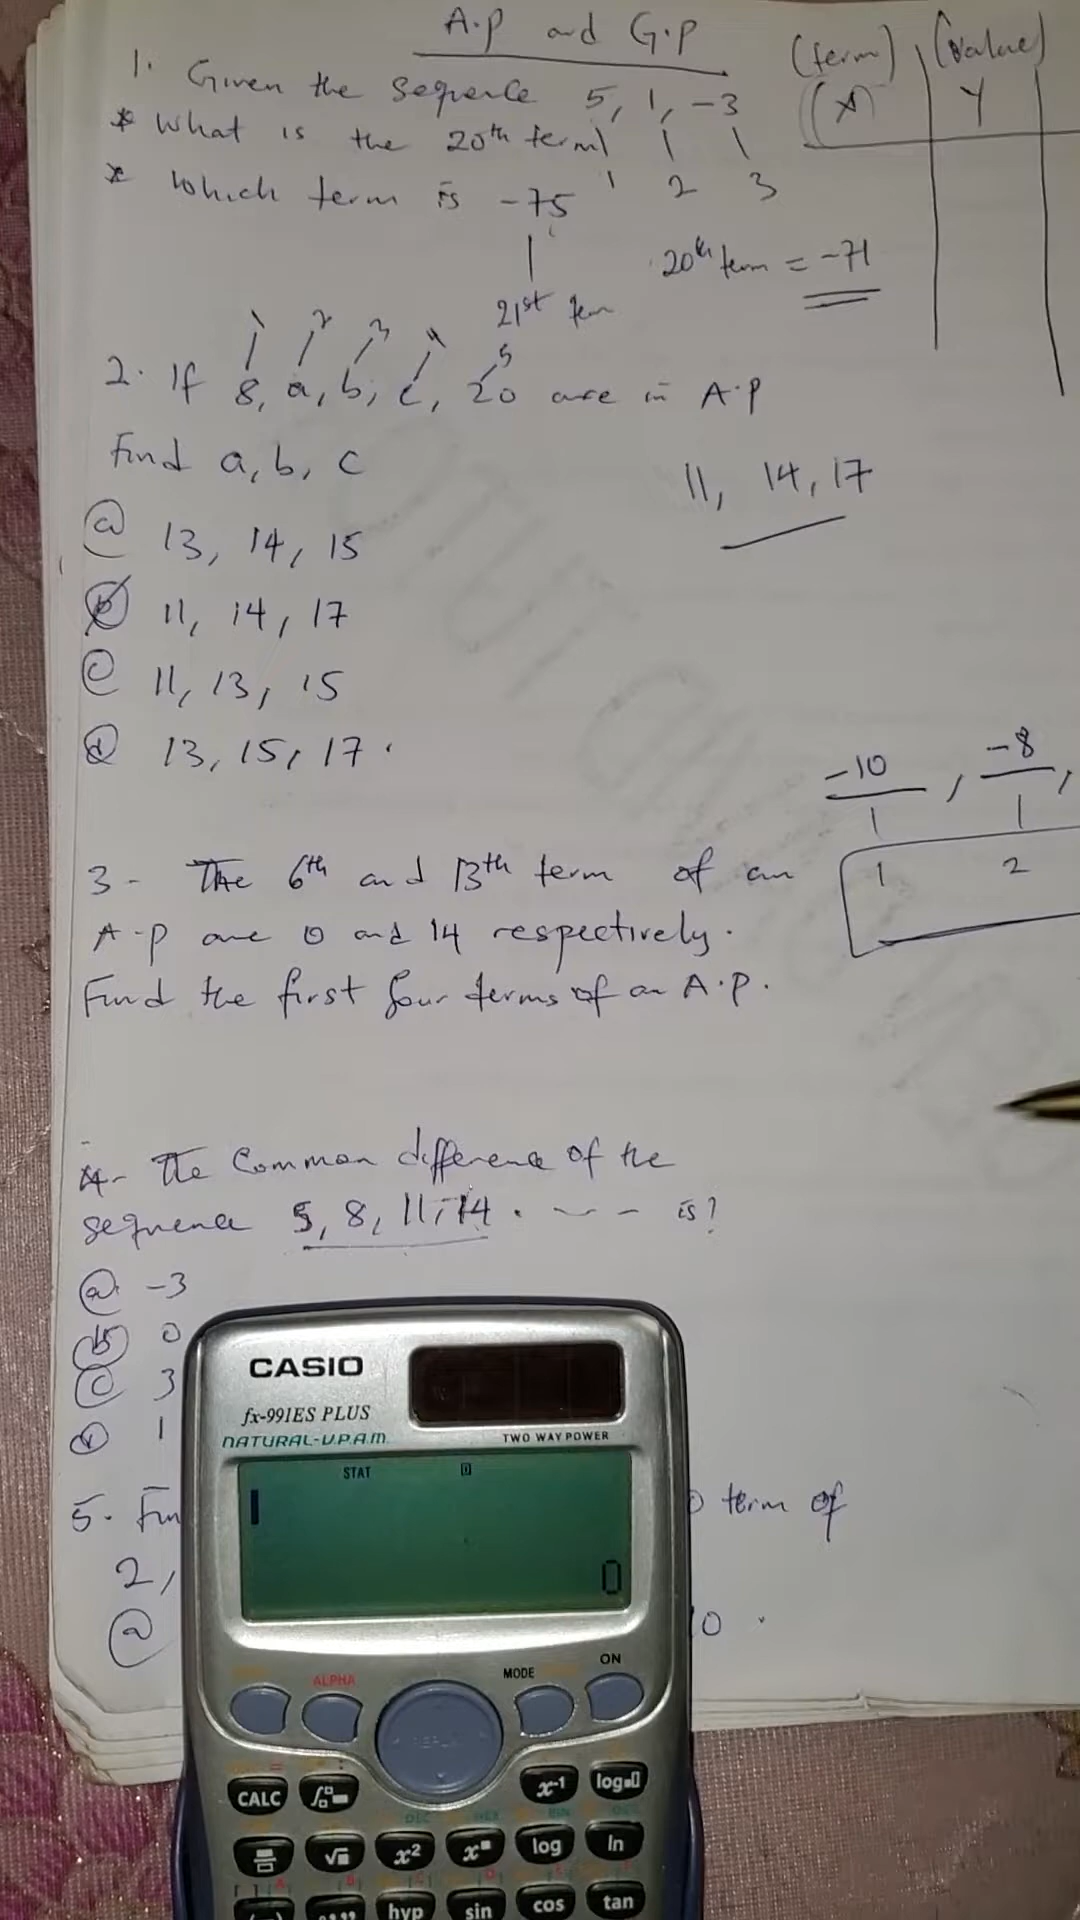 A.p and G.p
(term) (Value)
(X) Y
1. Given the sequence 5, 1, -3
* What is the 20th term
1 2 3
* Which term is -75
20th term = -71
21st term
1 2 3 4 5
2. If 8, a, b, c, 20 are in A.p
Find a, b, c
11, 14, 17
(a) 13, 14, 15
(b) 11, 14, 17
(c) 11, 13, 15
(d) 13, 15, 17.
-10, -8,
1 2
3- The 6th and 13th term of an
A-p are 0 and 14 respectively.
Find the first four terms of an A.p.
4- The Common difference of the
sequence 5, 8, 11, 14 . - - - is?
(a) -3
(b) 0
(c) 3
(d) 1
5. Fin
term of
2,
(a)
10
CASIO
fx-991ES PLUS
NATURAL-V.P.A.M.
TWO WAY POWER
STAT D
0
ALPHA MODE ON
REPLAY
CALC x-1 log
√ x² x log ln
hyp sin cos tan